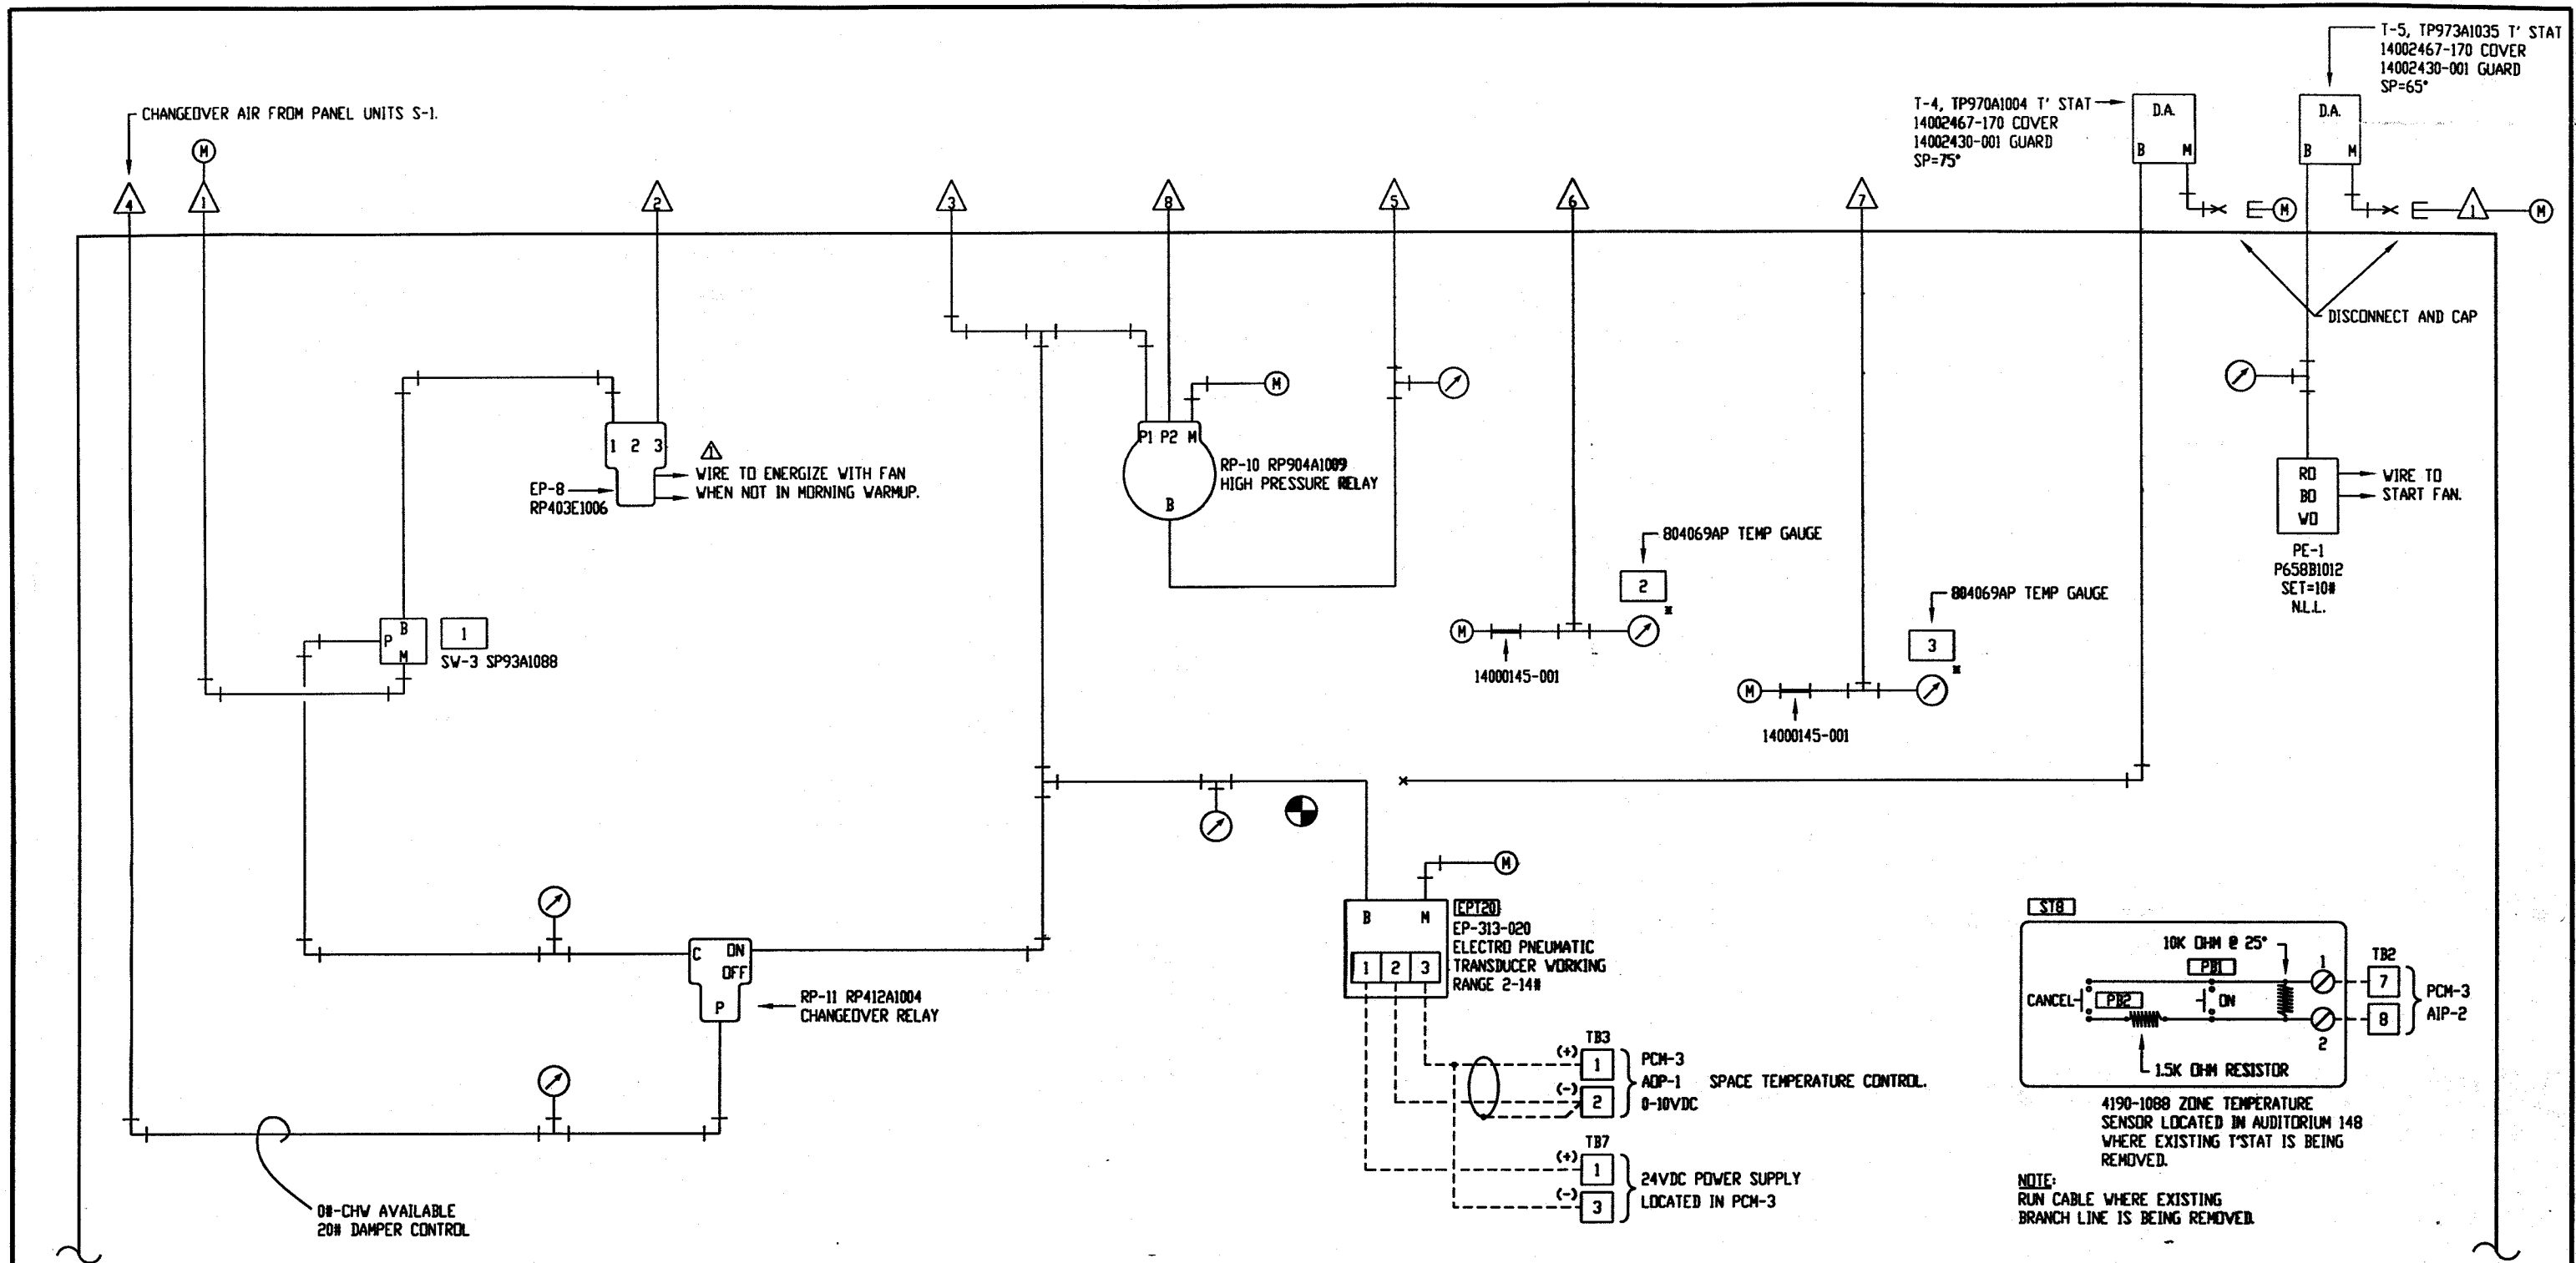 T-5, TP973A1035 T' STAT
14002467-170 COVER
14002430-001 GUARD
SP=65°
T-4, TP970A1004 T' STAT
14002467-170 COVER
14002430-001 GUARD
SP=75°
CHANGEOVER AIR FROM PANEL UNITS S-1.
D.A.
B M
D.A.
B M
M
4
1
2
3
8
5
6
7
M
1
M
DISCONNECT AND CAP
M
1 2 3
1
WIRE TO ENERGIZE WITH FAN
WHEN NOT IN MORNING WARMUP.
EP-8
RP403E1006
P1 P2 M
B
RP-10 RP904A1009
HIGH PRESSURE RELAY
RO
BO
WO
WIRE TO
START FAN.
PE-1
P658B1012
SET=10#
N.L.L.
804069AP TEMP GAUGE
2
*
M
14000145-001
804069AP TEMP GAUGE
3
*
M
14000145-001
B
P
M
1
SW-3 SP93A1088
M
B M
EPT20
EP-313-020
ELECTRO PNEUMATIC
TRANSDUCER WORKING
RANGE 2-14#
1 2 3
C ON
OFF
P
RP-11 RP412A1004
CHANGEOVER RELAY
TB3
(+) 1
(-) 2
PCM-3
AOP-1
0-10VDC
SPACE TEMPERATURE CONTROL.
TB7
(+) 1
(-) 3
24VDC POWER SUPPLY
LOCATED IN PCM-3
0#-CHW AVAILABLE
20# DAMPER CONTROL
ST8
10K OHM @ 25°
PB1
CANCEL
PB2
ON
1
2
1.5K OHM RESISTOR
TB2
7
8
PCM-3
AIP-2
4190-1088 ZONE TEMPERATURE
SENSOR LOCATED IN AUDITORIUM 148
WHERE EXISTING T'STAT IS BEING
REMOVED.
NOTE:
RUN CABLE WHERE EXISTING
BRANCH LINE IS BEING REMOVED.